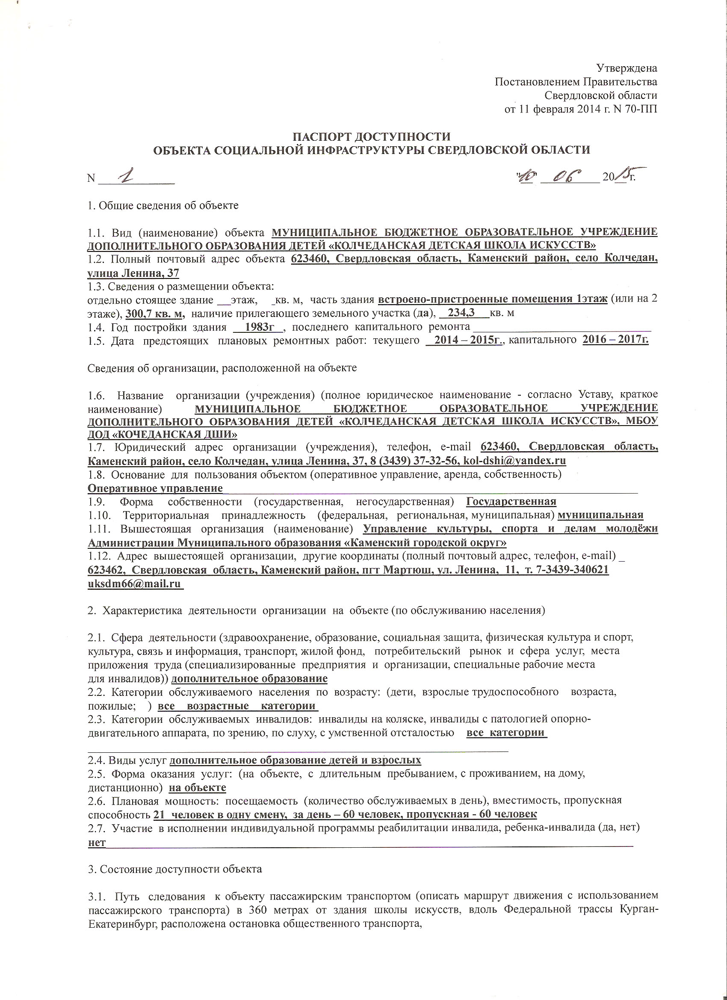 Утверждена
Постановлением Правительства
Свердловской области
от 11 февраля 2014 г. N 70-ПП
ПАСПОРТ ДОСТУПНОСТИ
ОБЪЕКТА СОЦИАЛЬНОЙ ИНФРАСТРУКТУРЫ СВЕРДЛОВСКОЙ ОБЛАСТИ
N 1 "10" 06 2015 г.
1. Общие сведения об объекте
1.1. Вид (наименование) объекта МУНИЦИПАЛЬНОЕ БЮДЖЕТНОЕ ОБРАЗОВАТЕЛЬНОЕ УЧРЕЖДЕНИЕ
ДОПОЛНИТЕЛЬНОГО ОБРАЗОВАНИЯ ДЕТЕЙ «КОЛЧЕДАНСКАЯ ДЕТСКАЯ ШКОЛА ИСКУССТВ»
1.2. Полный почтовый адрес объекта 623460, Свердловская область, Каменский район, село Колчедан,
улица Ленина, 37
1.3. Сведения о размещении объекта:
отдельно стоящее здание ___этаж, _кв. м, часть здания встроено-пристроенные помещения 1этаж (или на 2
этаже), 300,7 кв. м, наличие прилегающего земельного участка (да), 234,3 кв. м
1.4. Год постройки здания 1983г , последнего капитального ремонта ____________________
1.5. Дата предстоящих плановых ремонтных работ: текущего 2014 – 2015г., капитального 2016 – 2017г.
Сведения об организации, расположенной на объекте
1.6. Название организации (учреждения) (полное юридическое наименование - согласно Уставу, краткое
наименование) МУНИЦИПАЛЬНОЕ БЮДЖЕТНОЕ ОБРАЗОВАТЕЛЬНОЕ УЧРЕЖДЕНИЕ
ДОПОЛНИТЕЛЬНОГО ОБРАЗОВАНИЯ ДЕТЕЙ «КОЛЧЕДАНСКАЯ ДЕТСКАЯ ШКОЛА ИСКУССТВ», МБОУ
ДОД «КОЧЕДАНСКАЯ ДШИ»
1.7. Юридический адрес организации (учреждения), телефон, e-mail 623460, Свердловская область,
Каменский район, село Колчедан, улица Ленина, 37, 8 (3439) 37-32-56, kol-dshi@yandex.ru
1.8. Основание для пользования объектом (оперативное управление, аренда, собственность)
Оперативное управление
1.9. Форма собственности (государственная, негосударственная) Государственная
1.10. Территориальная принадлежность (федеральная, региональная, муниципальная) муниципальная
1.11. Вышестоящая организация (наименование) Управление культуры, спорта и делам молодёжи
Администрации Муниципального образования «Каменский городской округ»
1.12. Адрес вышестоящей организации, другие координаты (полный почтовый адрес, телефон, e-mail) _
623462, Свердловская область, Каменский район, пгт Мартюш, ул. Ленина, 11, т. 7-3439-340621
uksdm66@mail.ru
2. Характеристика деятельности организации на объекте (по обслуживанию населения)
2.1. Сфера деятельности (здравоохранение, образование, социальная защита, физическая культура и спорт,
культура, связь и информация, транспорт, жилой фонд, потребительский рынок и сфера услуг, места
приложения труда (специализированные предприятия и организации, специальные рабочие места
для инвалидов)) дополнительное образование
2.2. Категории обслуживаемого населения по возрасту: (дети, взрослые трудоспособного возраста,
пожилые; ) все возрастные категории
2.3. Категории обслуживаемых инвалидов: инвалиды на коляске, инвалиды с патологией опорно-
двигательного аппарата, по зрению, по слуху, с умственной отсталостью все категории
2.4. Виды услуг дополнительное образование детей и взрослых
2.5. Форма оказания услуг: (на объекте, с длительным пребыванием, с проживанием, на дому,
дистанционно) на объекте
2.6. Плановая мощность: посещаемость (количество обслуживаемых в день), вместимость, пропускная
способность 21 человек в одну смену, за день – 60 человек, пропускная - 60 человек
2.7. Участие в исполнении индивидуальной программы реабилитации инвалида, ребенка-инвалида (да, нет)
нет
3. Состояние доступности объекта
3.1. Путь следования к объекту пассажирским транспортом (описать маршрут движения с использованием
пассажирского транспорта) в 360 метрах от здания школы искусств, вдоль Федеральной трассы Курган-
Екатеринбург, расположена остановка общественного транспорта,